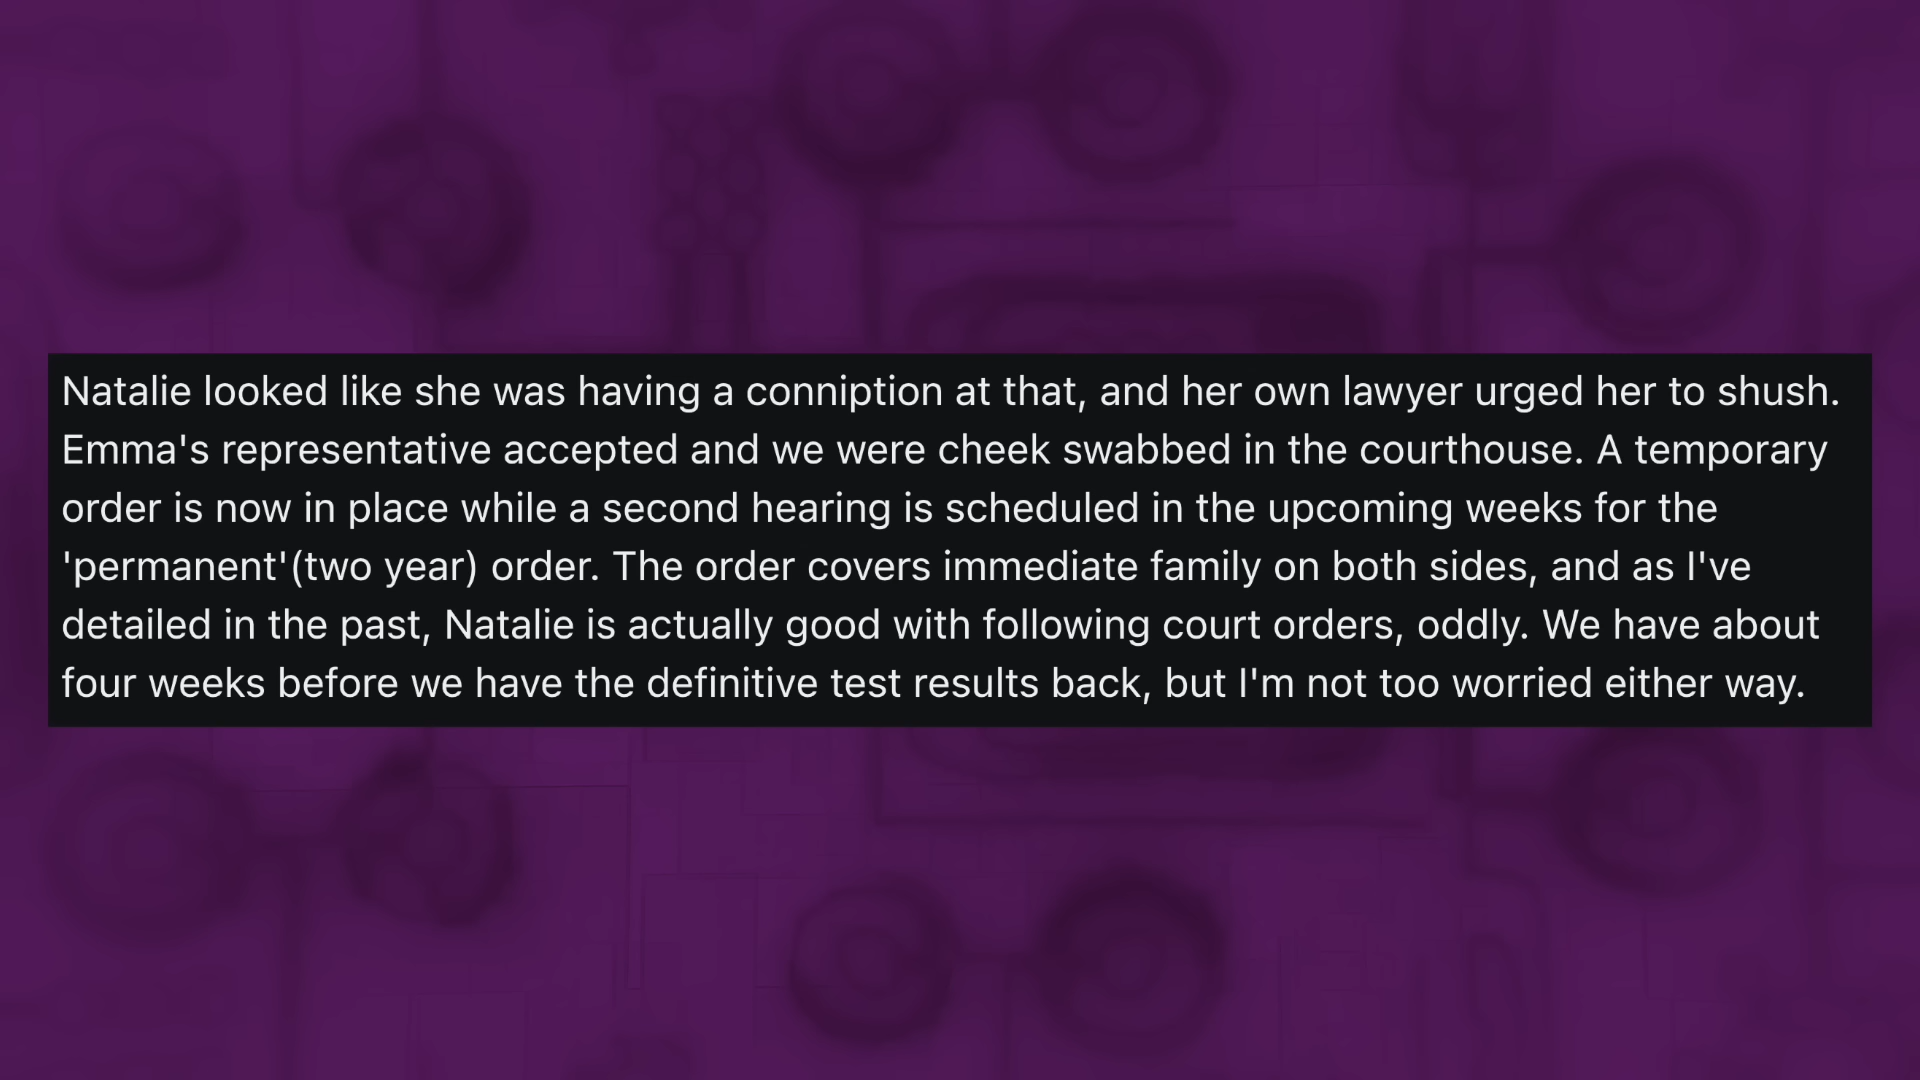 Natalie looked like she was having a conniption at that, and her own lawyer urged her to shush.
Emma's representative accepted and we were cheek swabbed in the courthouse. A temporary
order is now in place while a second hearing is scheduled in the upcoming weeks for the
'permanent'(two year) order. The order covers immediate family on both sides, and as I've
detailed in the past, Natalie is actually good with following court orders, oddly. We have about
four weeks before we have the definitive test results back, but I'm not too worried either way.